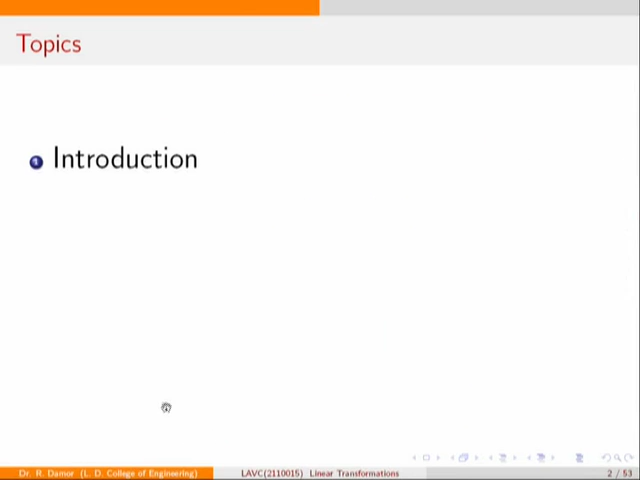 Topics
1 Introduction
Dr. R. Damor (L. D. College of Engineering) LAVC(2110015) Linear Transformations 2 / 53